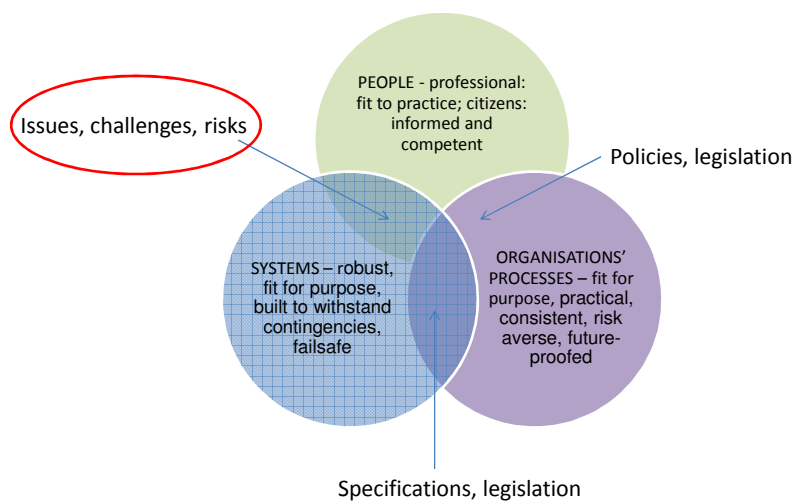 PEOPLE - professional:
fit to practice; citizens:
informed and
competent
Issues, challenges, risks
Policies, legislation
SYSTEMS – robust,
fit for purpose,
built to withstand
contingencies,
failsafe
ORGANISATIONS’
PROCESSES – fit for
purpose, practical,
consistent, risk
averse, future-
proofed
Specifications, legislation